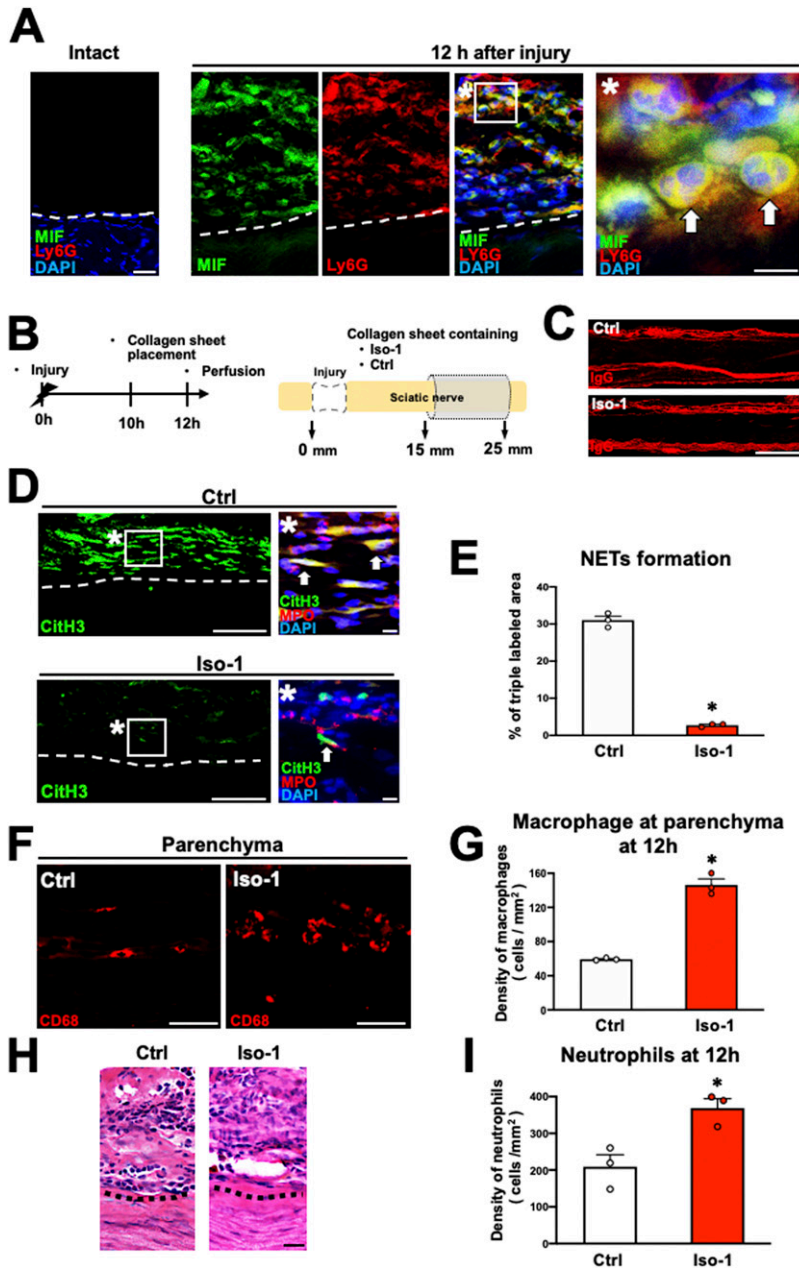 A
Intact
12 h after injury
MIF
Ly6G
DAPI
MIF
Ly6G
*
MIF
LY6G
DAPI
*
MIF
LY6G
DAPI
B
• Injury
• Collagen sheet
placement
• Perfusion
0h
10h
12h
Collagen sheet containing
• Iso-1
• Ctrl
Injury
Sciatic nerve
0 mm
15 mm
25 mm
C
Ctrl
IgG
Iso-1
IgG
D
Ctrl
*
CitH3
*
CitH3
MPO
DAPI
Iso-1
*
CitH3
*
CitH3
MPO
DAPI
E
NETs formation
% of triple labeled area
40
30
20
10
0
*
Ctrl
Iso-1
F
Parenchyma
Ctrl
CD68
Iso-1
CD68
G
Macrophage at parenchyma
at 12h
Density of macrophages
( cells / mm2 )
160
120
80
40
0
*
Ctrl
Iso-1
H
Ctrl
Iso-1
I
Neutrophils at 12h
Density of neutrophils
( cells /mm2 )
400
300
200
100
0
*
Ctrl
Iso-1